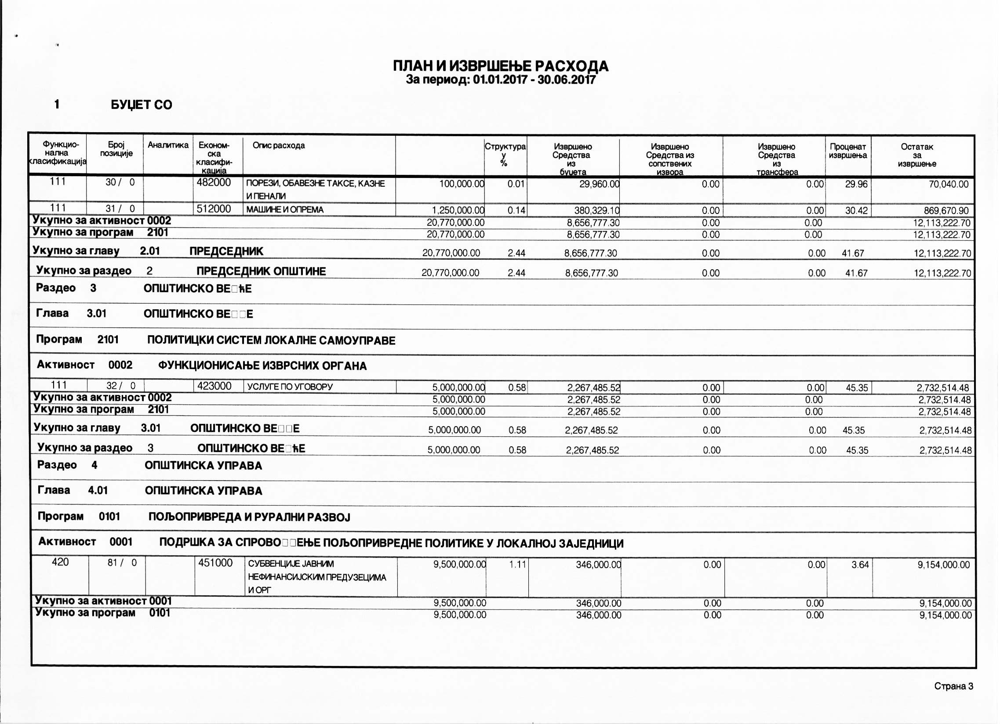 ПЛАН И ИЗВРШЕЊЕ РАСХОДА
За период: 01.01.2017 - 30.06.2017
1 БУЏЕТ СО
Функцио- Број Аналитика Економ- Опис расхода Структура Извршено Извршено Извршено Проценат Остатак
нална позиције ска у Средства Средства из Средства извршења за
класификација класифи- % из сопствених из извршење
кација буџета извора трансфера
111 30 / 0 482000 ПОРЕЗИ, ОБАВЕЗНЕ ТАКСЕ, КАЗНЕ 100,000.00 0.01 29,960.00 0.00 0.00 29.96 70,040.00
И ПЕНАЛИ
111 31 / 0 512000 МАШИНЕ И ОПРЕМА 1,250,000.00 0.14 380,329.10 0.00 0.00 30.42 869,670.90
Укупно за активност 0002 20,770,000.00 8,656,777.30 0.00 0.00 12,113,222.70
Укупно за програм 2101 20,770,000.00 8,656,777.30 0.00 0.00 12,113,222.70
Укупно за главу 2.01 ПРЕДСЕДНИК 20,770,000.00 2.44 8,656,777.30 0.00 0.00 41.67 12,113,222.70
Укупно за раздео 2 ПРЕДСЕДНИК ОПШТИНЕ 20,770,000.00 2.44 8,656,777.30 0.00 0.00 41.67 12,113,222.70
Раздео 3 ОПШТИНСКО ВЕ□ћЕ
Глава 3.01 ОПШТИНСКО ВЕ□□Е
Програм 2101 ПОЛИТИЦКИ СИСТЕМ ЛОКАЛНЕ САМОУПРАВЕ
Активност 0002 ФУНКЦИОНИСАЊЕ ИЗВРСНИХ ОРГАНА
111 32 / 0 423000 УСЛУГЕ ПО УГОВОРУ 5,000,000.00 0.58 2,267,485.52 0.00 0.00 45.35 2,732,514.48
Укупно за активност 0002 5,000,000.00 2,267,485.52 0.00 0.00 2,732,514.48
Укупно за програм 2101 5,000,000.00 2,267,485.52 0.00 0.00 2,732,514.48
Укупно за главу 3.01 ОПШТИНСКО ВЕ□□Е 5,000,000.00 0.58 2,267,485.52 0.00 0.00 45.35 2,732,514.48
Укупно за раздео 3 ОПШТИНСКО ВЕ□ћЕ 5,000,000.00 0.58 2,267,485.52 0.00 0.00 45.35 2,732,514.48
Раздео 4 ОПШТИНСКА УПРАВА
Глава 4.01 ОПШТИНСКА УПРАВА
Програм 0101 ПОЉОПРИВРЕДА И РУРАЛНИ РАЗВОЈ
Активност 0001 ПОДРШКА ЗА СПРОВО□□ЕЊЕ ПОЉОПРИВРЕДНЕ ПОЛИТИКЕ У ЛОКАЛНОЈ ЗАЈЕДНИЦИ
420 81 / 0 451000 СУБВЕНЦИЈЕ ЈАВНИМ 9,500,000.00 1.11 346,000.00 0.00 0.00 3.64 9,154,000.00
НЕФИНАНСИЈСКИМ ПРЕДУЗЕЦИМА
И ОРГ
Укупно за активност 0001 9,500,000.00 346,000.00 0.00 0.00 9,154,000.00
Укупно за програм 0101 9,500,000.00 346,000.00 0.00 0.00 9,154,000.00
Страна 3